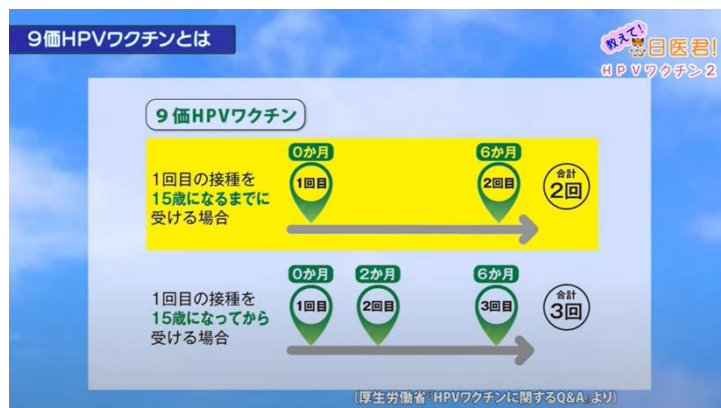 9価HPVワクチンとは
教えて!
日医君!
HPVワクチン2
9価HPVワクチン
1回目の接種を
15歳になるまでに
受ける場合
0か月
6か月
1回目
2回目
合計
2回
1回目の接種を
15歳になってから
受ける場合
0か月
2か月
6か月
1回目
2回目
3回目
合計
3回
(厚生労働省「HPVワクチンに関するQ&A」より)